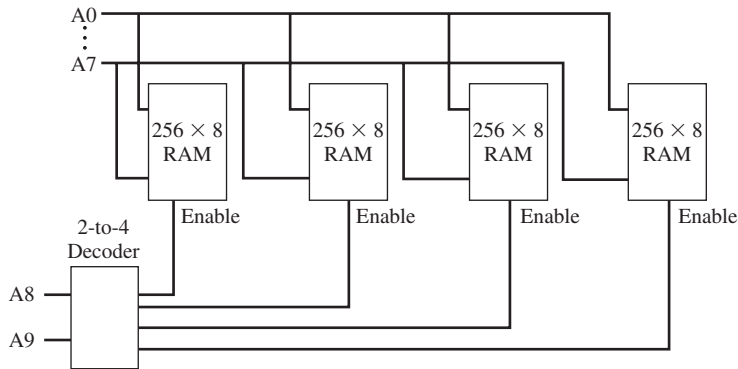 A0
A7
256 × 8
RAM
256 × 8
RAM
256 × 8
RAM
256 × 8
RAM
Enable
Enable
Enable
Enable
2-to-4
Decoder
A8
A9